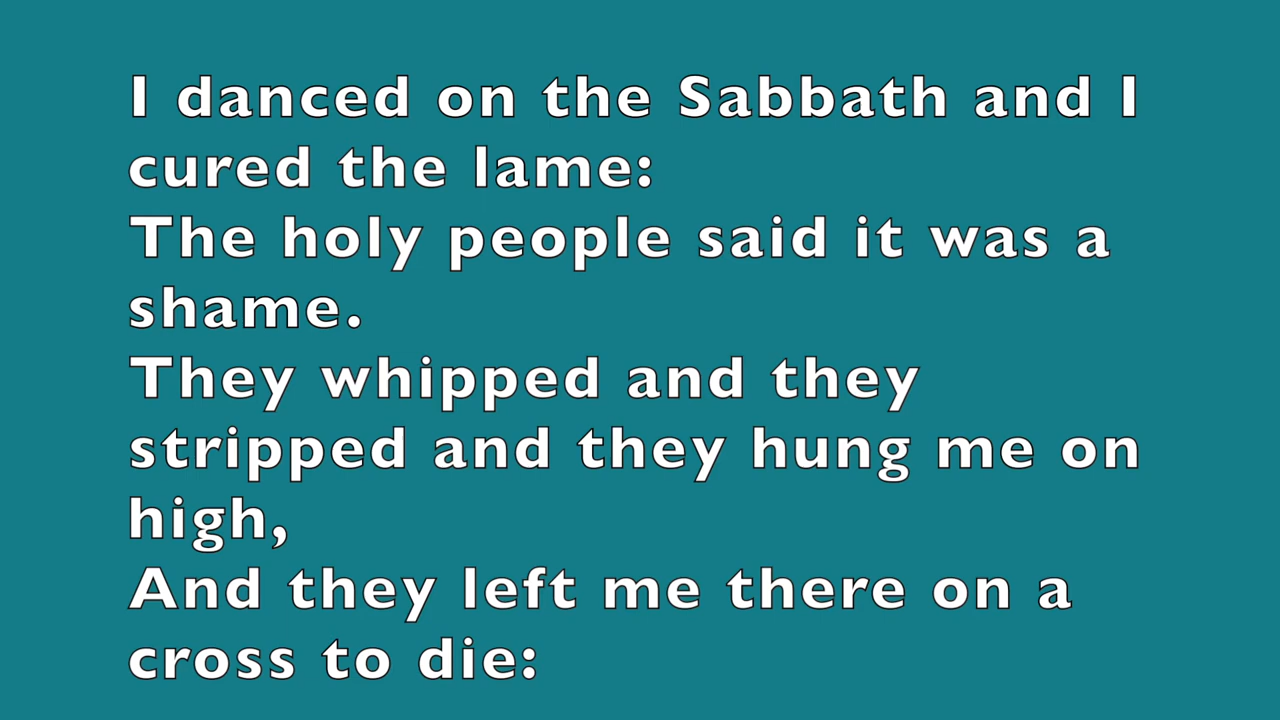 I danced on the Sabbath and I
cured the lame:
The holy people said it was a
shame.
They whipped and they
stripped and they hung me on
high,
And they left me there on a
cross to die: